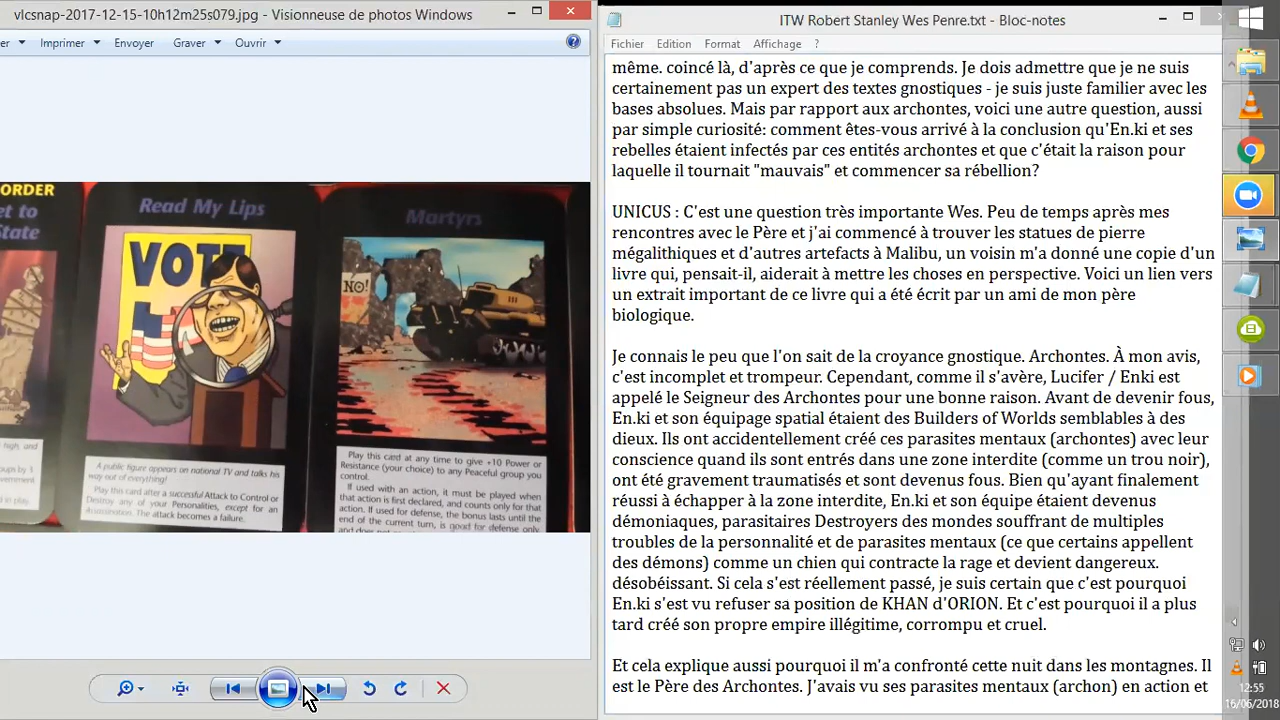 vlcsnap-2017-12-15-10h12m25s079.jpg - Visionneuse de photos Windows
Imprimer
Envoyer
Graver
Ouvrir
ORDER
et to
State
high, and
oups by 3
Read My Lips
VOTE
A public figure appears on national TV and talks his
way out of everything!
Play this card after a successful Attack to Control or
Destroy any of your Personalities, except for an
Assassination. The attack becomes a failure.
Martyrs
NO!
Play this card at any time to give +10 Power or
Resistance (your choice) to any Peaceful group you
control.
If used with an action, it must be played when
that action is first declared, and counts only for that
action. If used for defense, the bonus lasts until the
end of the current turn, is good for defense only,
ITW Robert Stanley Wes Penre.txt - Bloc-notes
Fichier Edition Format Affichage ?
même. coincé là, d'après ce que je comprends. Je dois admettre que je ne suis
certainement pas un expert des textes gnostiques - je suis juste familier avec les
bases absolues. Mais par rapport aux archontes, voici une autre question, aussi
par simple curiosité: comment êtes-vous arrivé à la conclusion qu'En.ki et ses
rebelles étaient infectés par ces entités archontes et que c'était la raison pour
laquelle il tournait "mauvais" et commencer sa rébellion?
UNICUS : C'est une question très importante Wes. Peu de temps après mes
rencontres avec le Père et j'ai commencé à trouver les statues de pierre
mégalithiques et d'autres artefacts à Malibu, un voisin m'a donné une copie d'un
livre qui, pensait-il, aiderait à mettre les choses en perspective. Voici un lien vers
un extrait important de ce livre qui a été écrit par un ami de mon père
biologique.
Je connais le peu que l'on sait de la croyance gnostique. Archontes. À mon avis,
c'est incomplet et trompeur. Cependant, comme il s'avère, Lucifer / Enki est
appelé le Seigneur des Archontes pour une bonne raison. Avant de devenir fous,
En.ki et son équipage spatial étaient des Builders of Worlds semblables à des
dieux. Ils ont accidentellement créé ces parasites mentaux (archontes) avec leur
conscience quand ils sont entrés dans une zone interdite (comme un trou noir),
ont été gravement traumatisés et sont devenus fous. Bien qu'ayant finalement
réussi à échapper à la zone interdite, En.ki et son équipe étaient devenus
démoniaques, parasitaires Destroyers des mondes souffrant de multiples
troubles de la personnalité et de parasites mentaux (ce que certains appellent
des démons) comme un chien qui contracte la rage et devient dangereux.
désobéissant. Si cela s'est réellement passé, je suis certain que c'est pourquoi
En.ki s'est vu refuser sa position de KHAN d'ORION. Et c'est pourquoi il a plus
tard créé son propre empire illégitime, corrompu et cruel.
Et cela explique aussi pourquoi il m'a confronté cette nuit dans les montagnes. Il
est le Père des Archontes. J'avais vu ses parasites mentaux (archon) en action et
12:55
16/06/2018